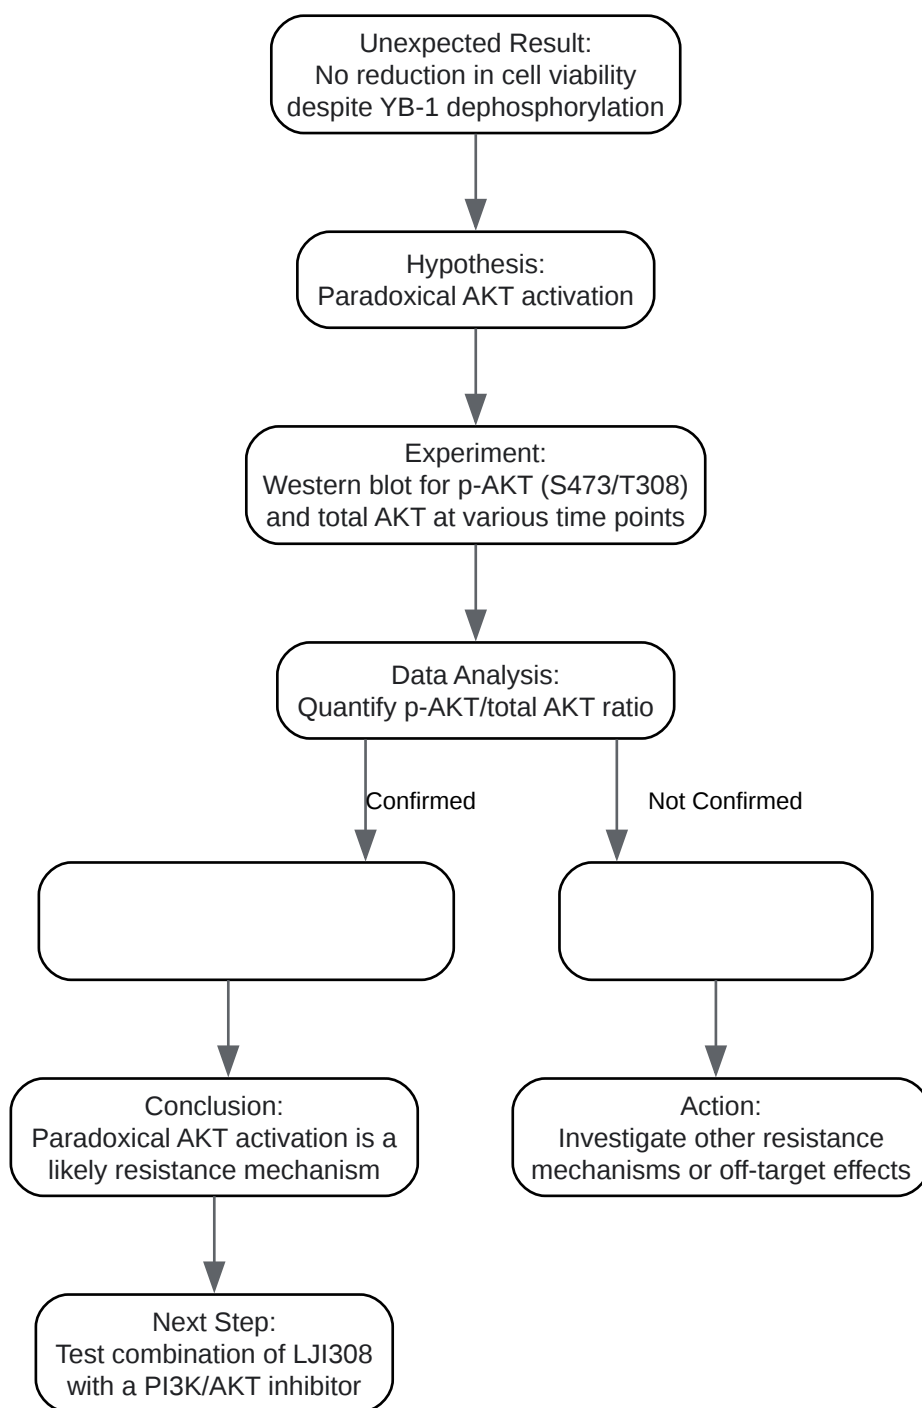 Unexpected Result:
No reduction in cell viability
despite YB-1 dephosphorylation
Hypothesis:
Paradoxical AKT activation
Experiment:
Western blot for p-AKT (S473/T308)
and total AKT at various time points
Data Analysis:
Quantify p-AKT/total AKT ratio
Confirmed
Not Confirmed
Conclusion:
Paradoxical AKT activation is a
likely resistance mechanism
Action:
Investigate other resistance
mechanisms or off-target effects
Next Step:
Test combination of LJI308
with a PI3K/AKT inhibitor